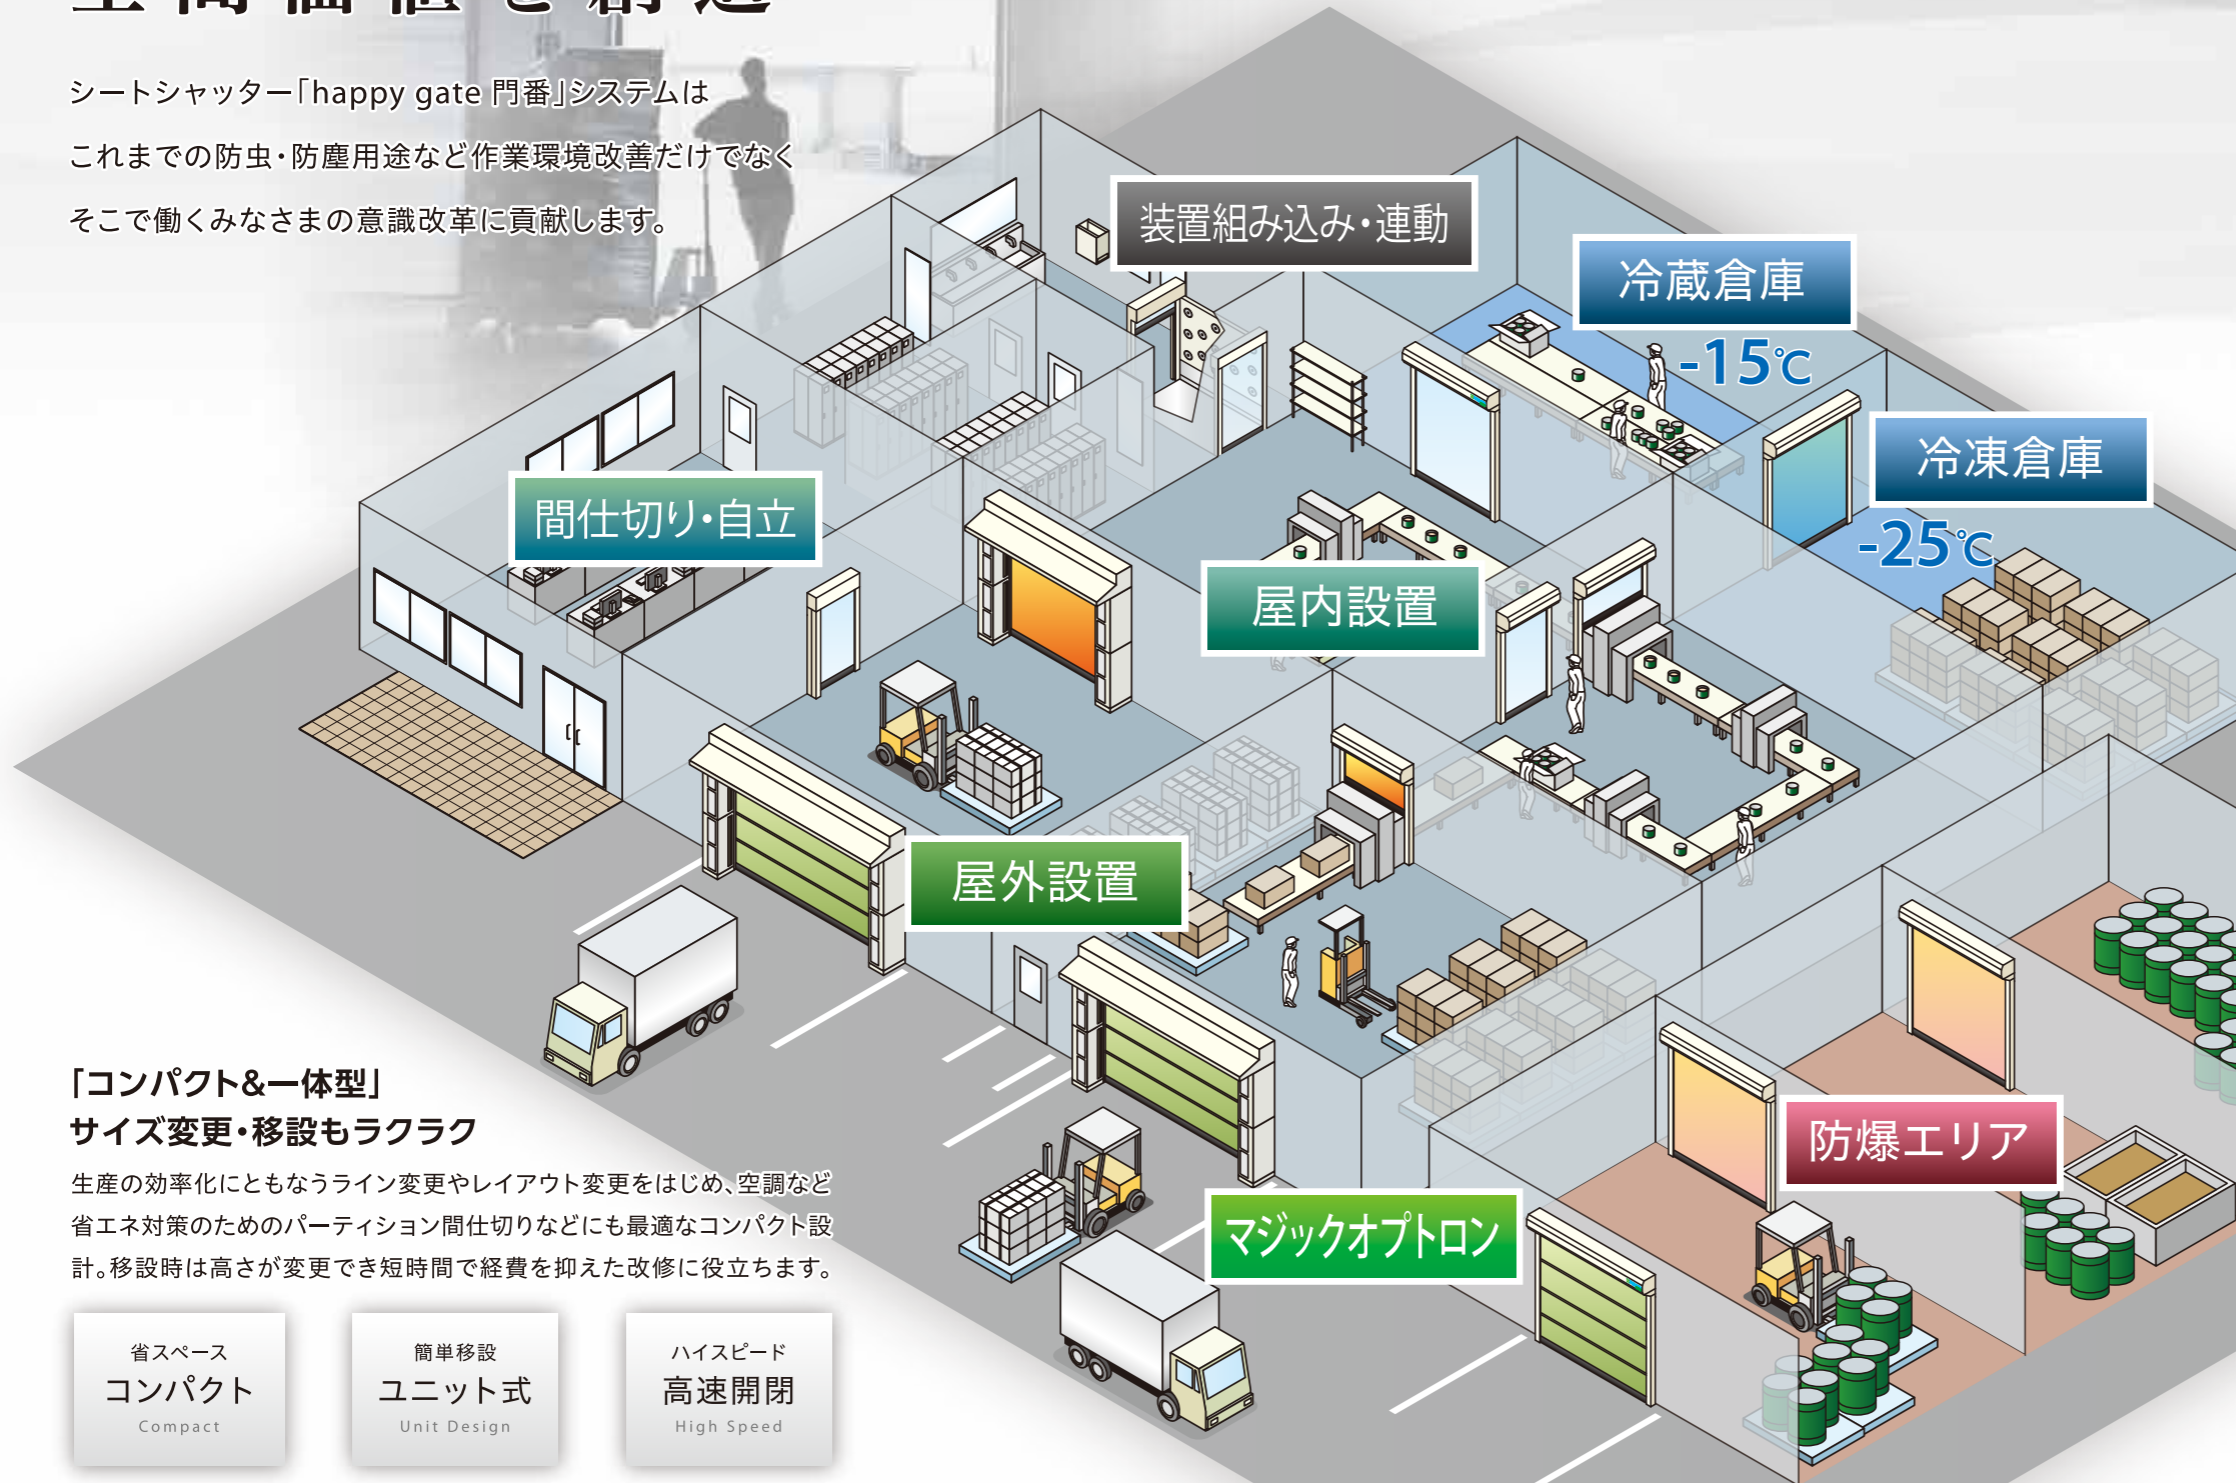 空間価値を創造
シートシャッター「happy gate 門番」システムは
これまでの防虫・防塵用途など作業環境改善だけでなく
そこで働くみなさまの意識改革に貢献します。
装置組み込み・連動
冷蔵倉庫
-15℃
冷凍倉庫
-25℃
間仕切り・自立
屋内設置
屋外設置
防爆エリア
マジックオプトロン
「コンパクト&一体型」
サイズ変更・移設もラクラク
生産の効率化にともなうライン変更やレイアウト変更をはじめ、空調など
省エネ対策のためのパーティション間仕切りなどにも最適なコンパクト設
計。移設時は高さが変更でき短時間で経費を抑えた改修に役立ちます。
省スペース
コンパクト
Compact
簡単移設
ユニット式
Unit Design
ハイスピード
高速開閉
High Speed